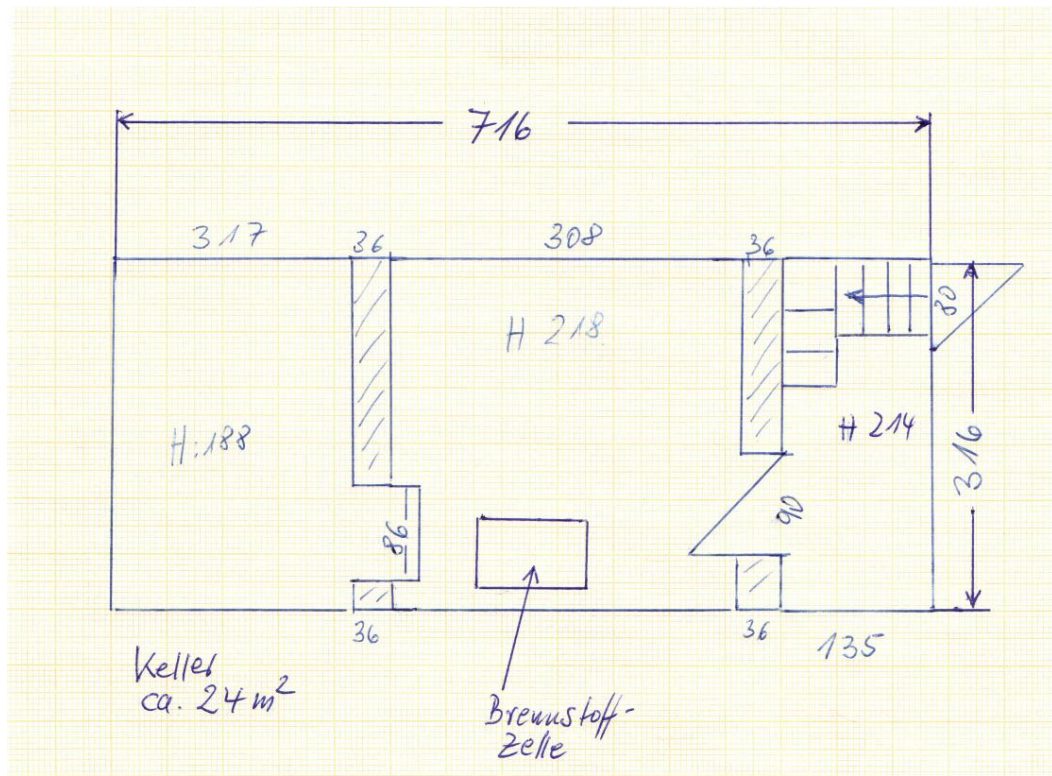 716
317
36
308
36
80
H 218
H:188
H 214
316
86
90
36
36
135
Keller
ca. 24 m²
Brennstoff-
Zelle